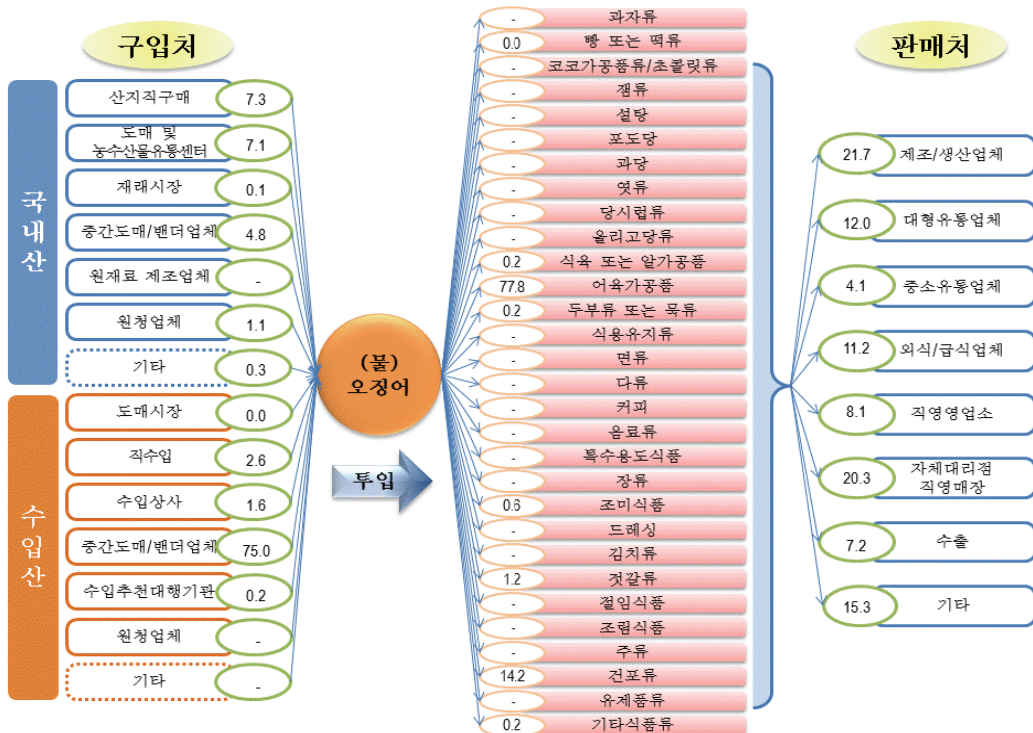 구입처
국내산
산지직구매
7.3
도매 및
농수산물유통센터
7.1
재래시장
0.1
중간도매/밴더업체
4.8
원재료 제조업체
-
원청업체
1.1
기타
0.3
수입산
도매시장
0.0
직수입
2.6
수입상사
1.6
중간도매/밴더업체
75.0
수입추천대행기관
0.2
원청업체
-
기타
-
(물)
오징어
투입
- 과자류
0.0 빵 또는 떡류
- 코코가공품류/초콜릿류
- 잼류
- 설탕
- 포도당
- 과당
- 엿류
- 당시럽류
- 올리고당류
0.2 식육 또는 알가공품
77.8 어육가공품
0.2 두부류 또는 묵류
- 식용유지류
- 면류
- 다류
- 커피
- 음료류
- 특수용도식품
- 장류
0.6 조미식품
- 드레싱
- 김치류
1.2 젓갈류
- 절임식품
- 조림식품
- 주류
14.2 건포류
- 유제품류
0.2 기타식품류
판매처
21.7 제조/생산업체
12.0 대형유통업체
4.1 중소유통업체
11.2 외식/급식업체
8.1 직영영업소
20.3 자체대리점
직영매장
7.2 수출
15.3 기타